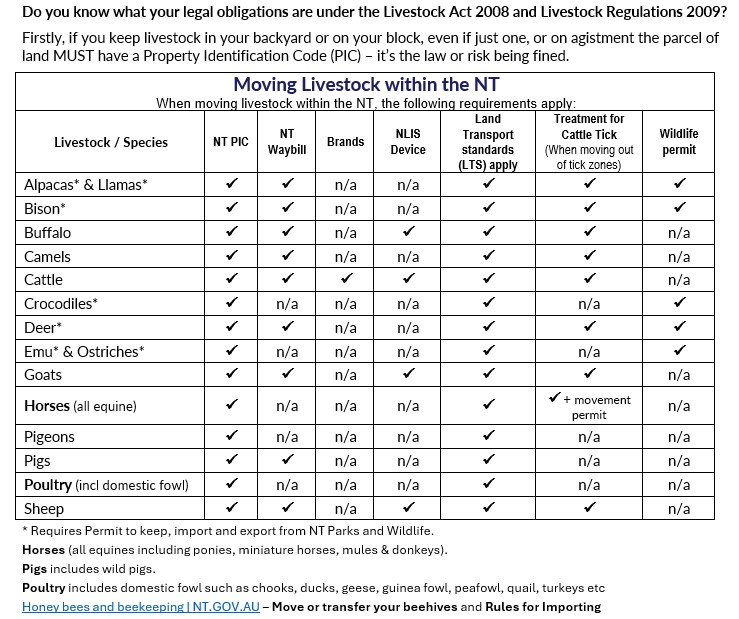 Do you know what your legal obligations are under the Livestock Act 2008 and Livestock Regulations 2009?
Firstly, if you keep livestock in your backyard or on your block, even if just one, or on agistment the parcel of
land MUST have a Property Identification Code (PIC) – it's the law or risk being fined.
Moving Livestock within the NT
When moving livestock within the NT, the following requirements apply:
Livestock / Species | NT PIC | NT Waybill | Brands | NLIS Device | Land Transport standards (LTS) apply | Treatment for Cattle Tick (When moving out of tick zones) | Wildlife permit
Alpacas* & Llamas* ✓ ✓ n/a n/a ✓ ✓ ✓
Bison* ✓ ✓ n/a n/a ✓ ✓ ✓
Buffalo ✓ ✓ n/a ✓ ✓ ✓ n/a
Camels ✓ ✓ n/a n/a ✓ ✓ n/a
Cattle ✓ ✓ ✓ ✓ ✓ ✓ n/a
Crocodiles* ✓ n/a n/a n/a ✓ n/a ✓
Deer* ✓ ✓ n/a n/a ✓ ✓ ✓
Emu* & Ostriches* ✓ n/a n/a n/a ✓ n/a ✓
Goats ✓ ✓ n/a ✓ ✓ ✓ n/a
Horses (all equine) ✓ n/a n/a n/a ✓ ✓ + movement permit n/a
Pigeons ✓ n/a n/a n/a ✓ n/a n/a
Pigs ✓ ✓ n/a n/a ✓ n/a n/a
Poultry (incl domestic fowl) ✓ n/a n/a n/a ✓ n/a n/a
Sheep ✓ ✓ n/a ✓ ✓ ✓ n/a
* Requires Permit to keep, import and export from NT Parks and Wildlife.
Horses (all equines including ponies, miniature horses, mules & donkeys).
Pigs includes wild pigs.
Poultry includes domestic fowl such as chooks, ducks, geese, guinea fowl, peafowl, quail, turkeys etc
Honey bees and beekeeping | NT.GOV.AU – Move or transfer your beehives and Rules for Importing